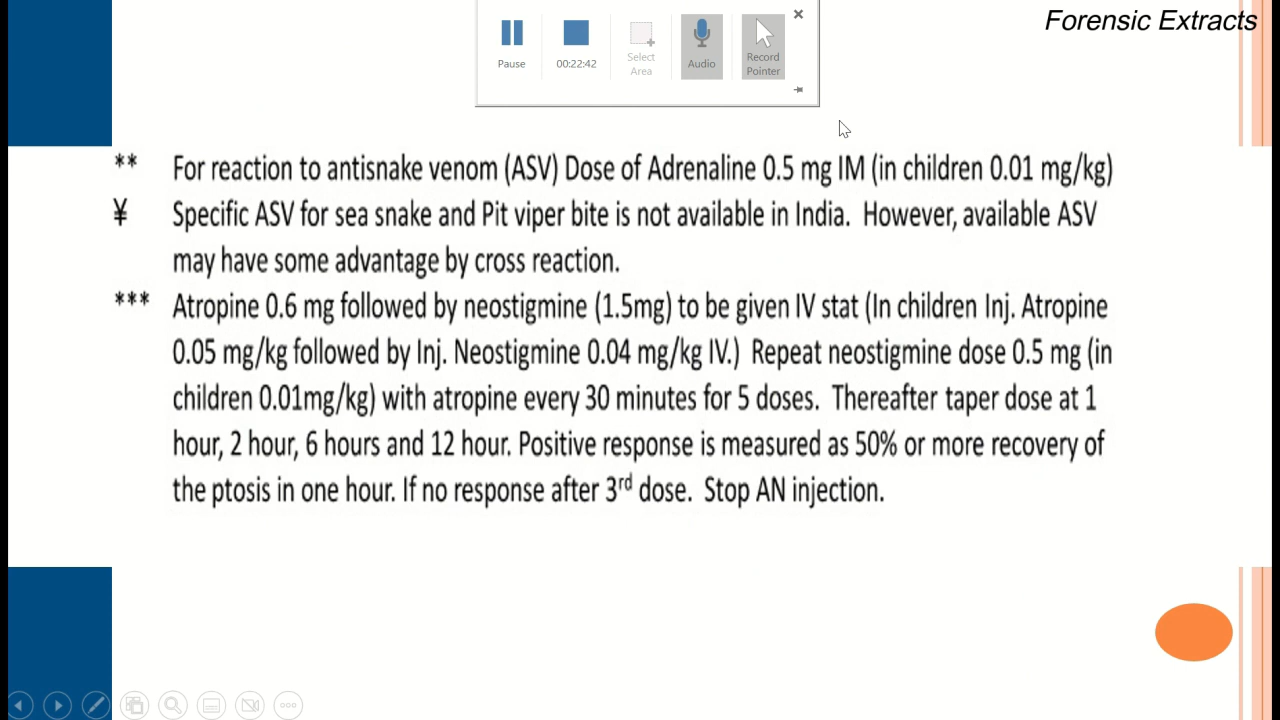 Forensic Extracts
Pause
00:22:42
Select
Area
Audio
Record
Pointer
** For reaction to antisnake venom (ASV) Dose of Adrenaline 0.5 mg IM (in children 0.01 mg/kg)
¥ Specific ASV for sea snake and Pit viper bite is not available in India. However, available ASV
may have some advantage by cross reaction.
*** Atropine 0.6 mg followed by neostigmine (1.5mg) to be given IV stat (In children Inj. Atropine
0.05 mg/kg followed by Inj. Neostigmine 0.04 mg/kg IV.) Repeat neostigmine dose 0.5 mg (in
children 0.01mg/kg) with atropine every 30 minutes for 5 doses. Thereafter taper dose at 1
hour, 2 hour, 6 hours and 12 hour. Positive response is measured as 50% or more recovery of
the ptosis in one hour. If no response after 3rd dose. Stop AN injection.